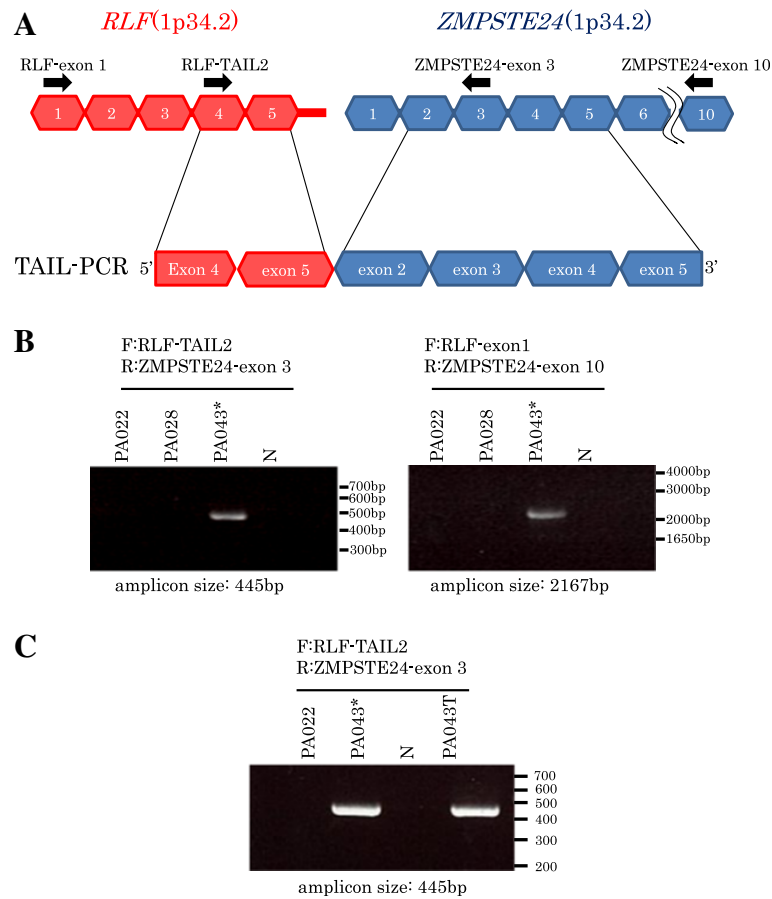 A
RLF(1p34.2)
ZMPSTE24(1p34.2)
RLF-exon 1
RLF-TAIL2
ZMPSTE24-exon 3
ZMPSTE24-exon 10
1 2 3 4 5
1 2 3 4 5 6 10
TAIL-PCR 5' Exon 4 exon 5 exon 2 exon 3 exon 4 exon 5 3'
B
F:RLF-TAIL2
R:ZMPSTE24-exon 3
PA022
PA028
PA043*
N
700bp
600bp
500bp
400bp
300bp
amplicon size: 445bp
F:RLF-exon1
R:ZMPSTE24-exon 10
PA022
PA028
PA043*
N
4000bp
3000bp
2000bp
1650bp
amplicon size: 2167bp
C
F:RLF-TAIL2
R:ZMPSTE24-exon 3
PA022
PA043*
N
PA043T
700
600
500
400
300
200
amplicon size: 445bp